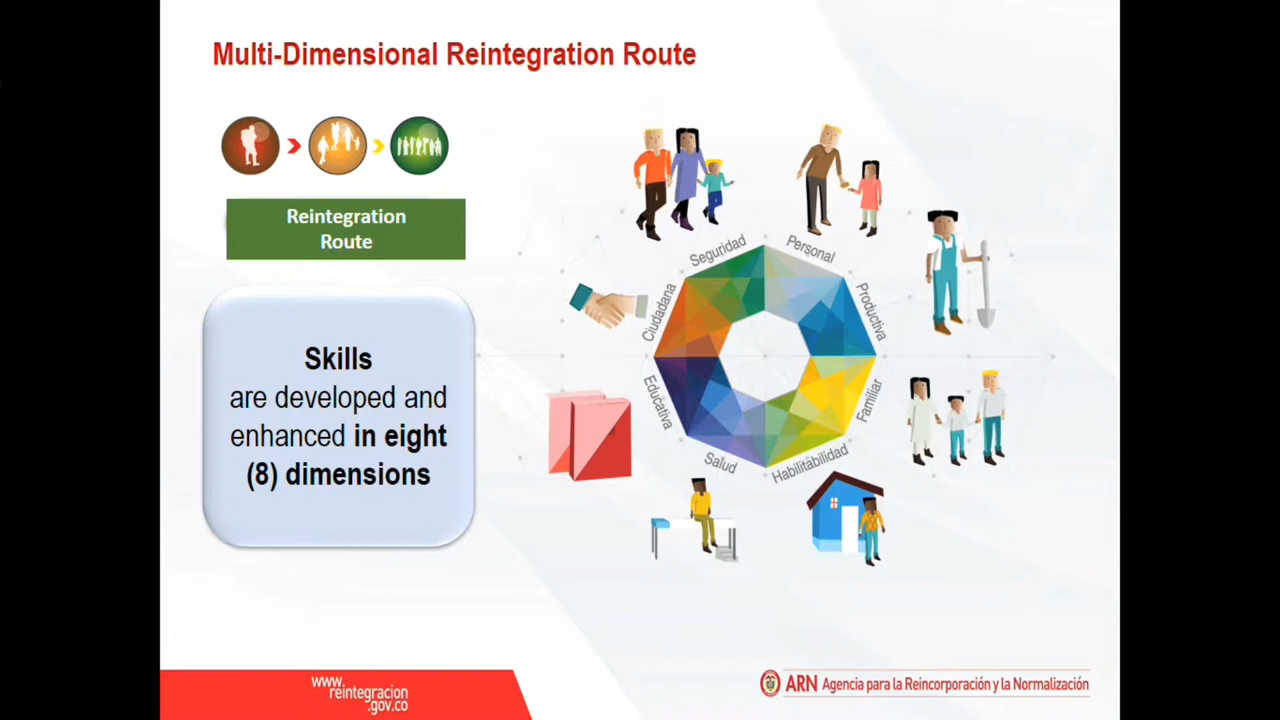 Multi-Dimensional Reintegration Route
Reintegration
Route
Skills
are developed and
enhanced in eight
(8) dimensions
Seguridad
Personal
Productiva
Familiar
Habilitabilidad
Salud
Educativa
Ciudadana
www.
reintegracion
.gov.co
ARN Agencia para la Reincorporación y la Normalización